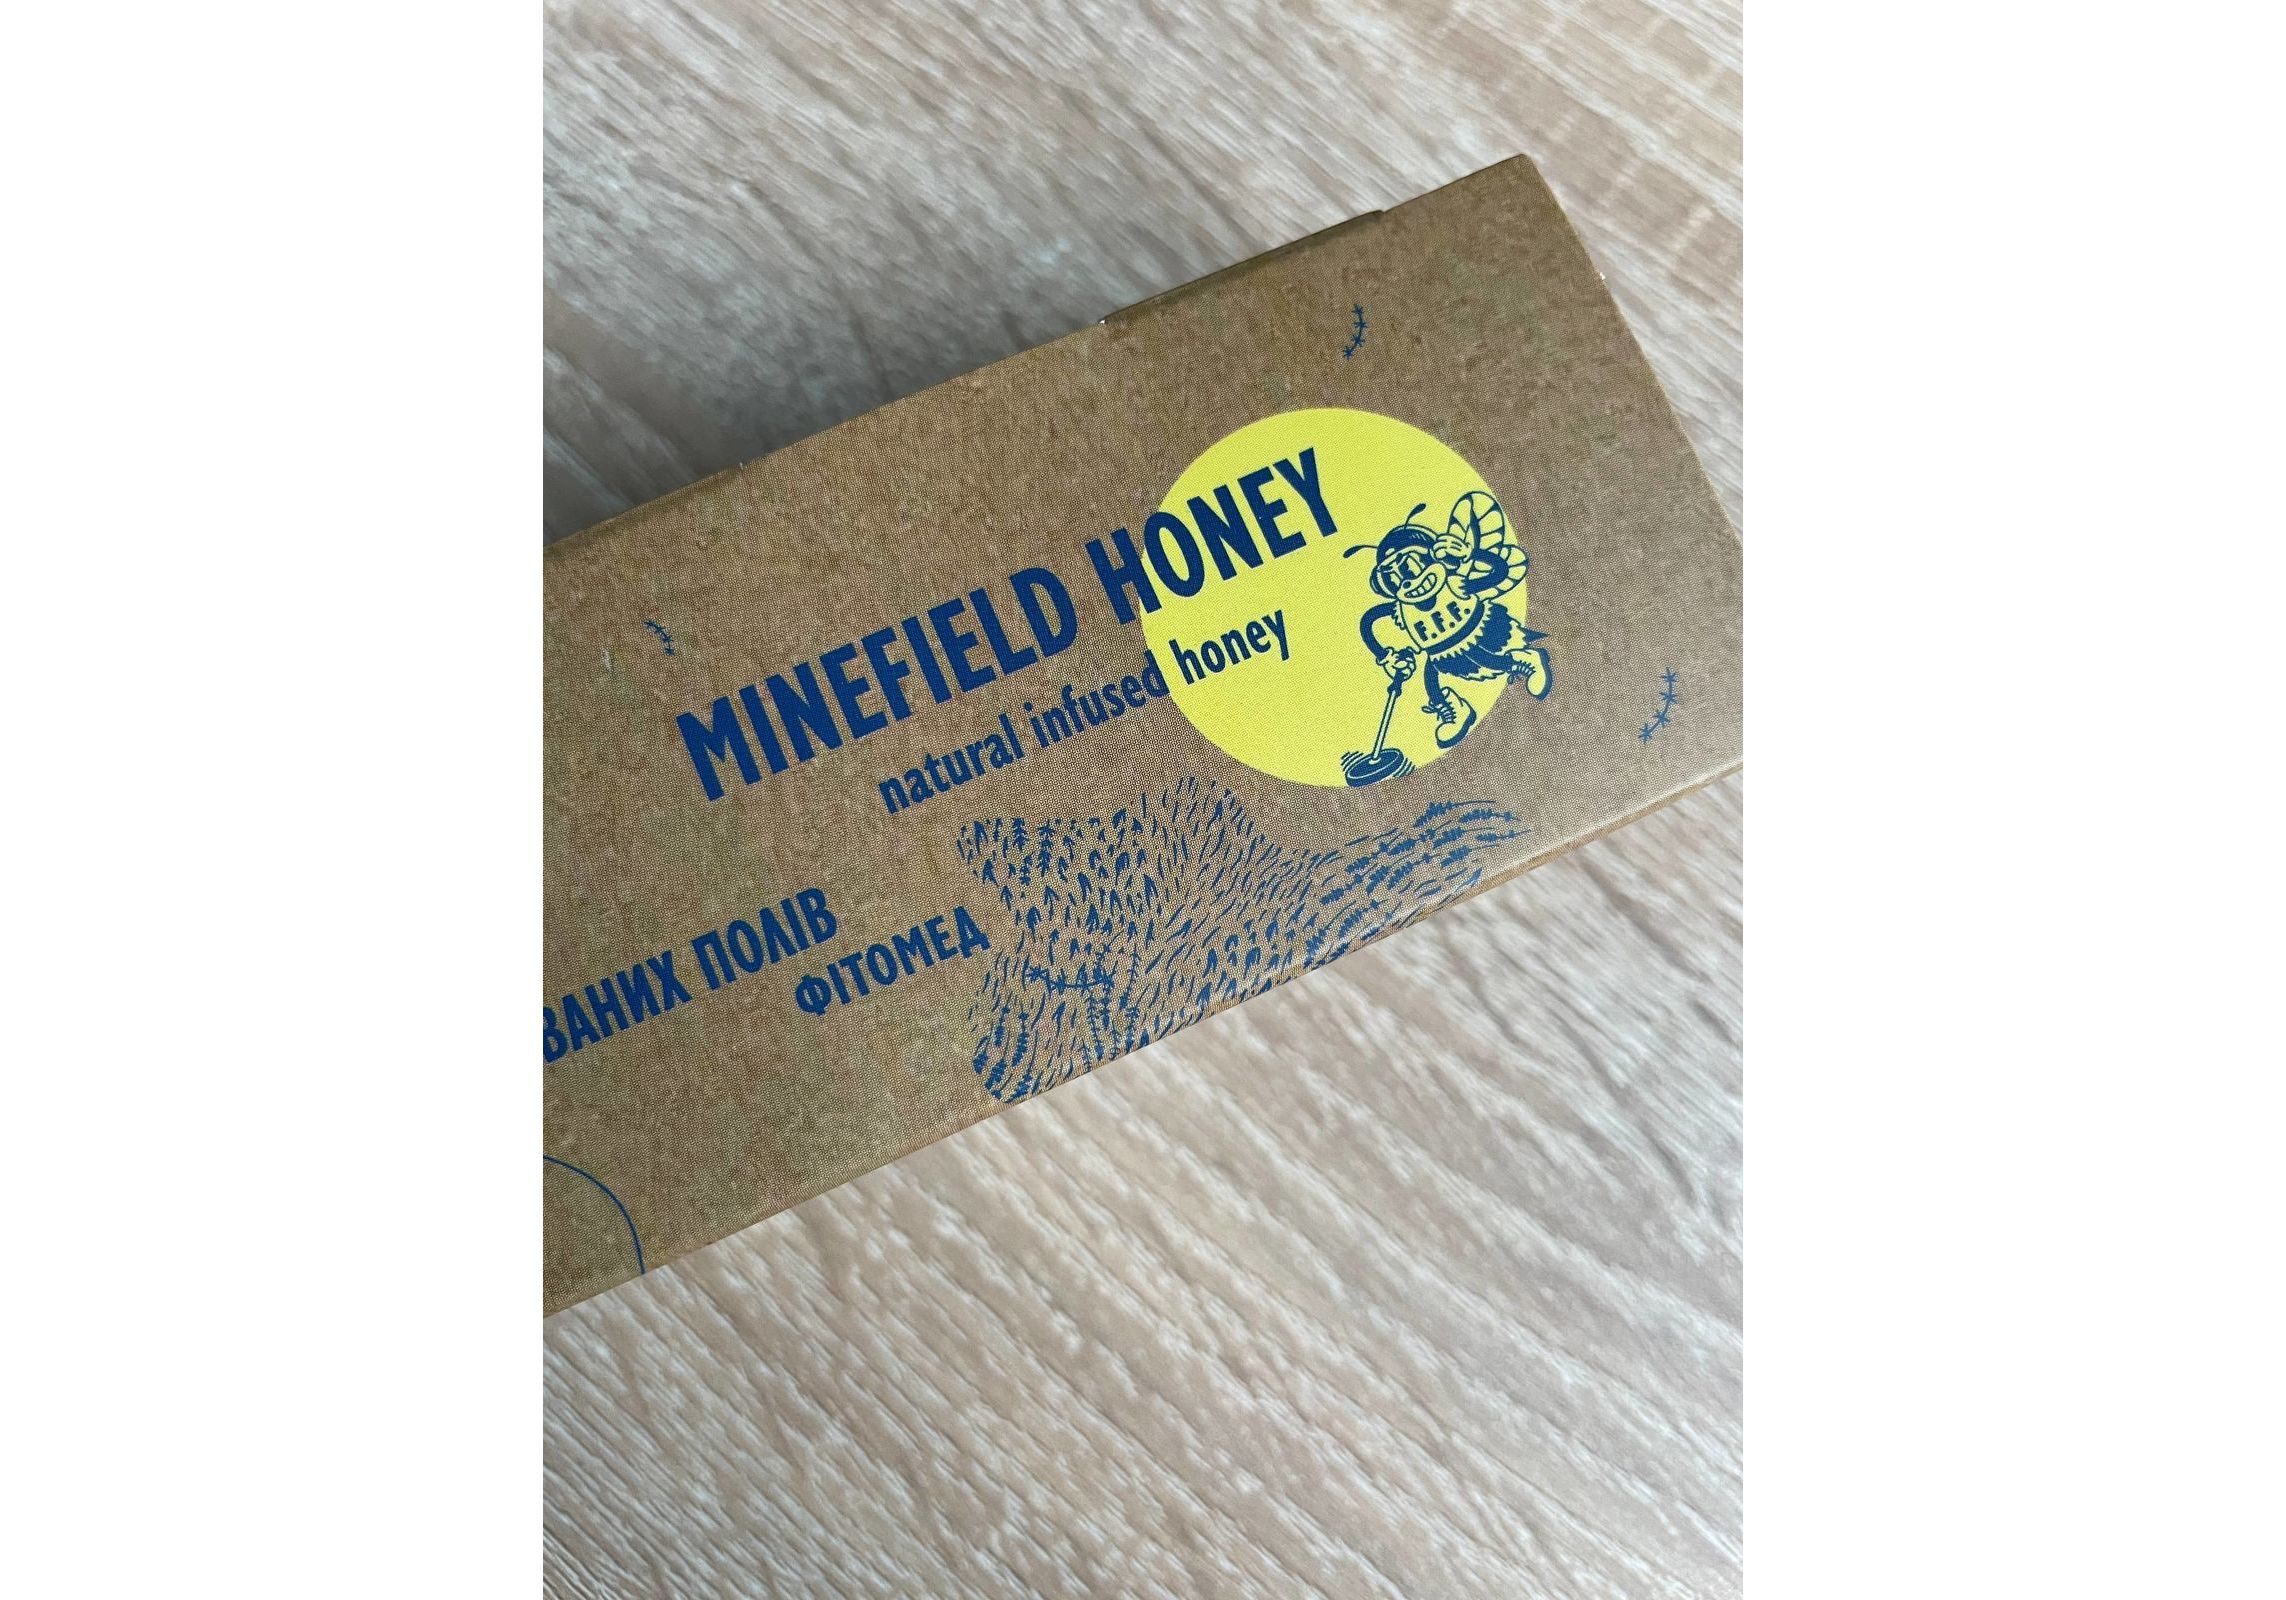 MINEFIELD HONEY
natural infused honey
F.F.F.
ВАНИХ ПОЛІВ
ФІТОМЕД